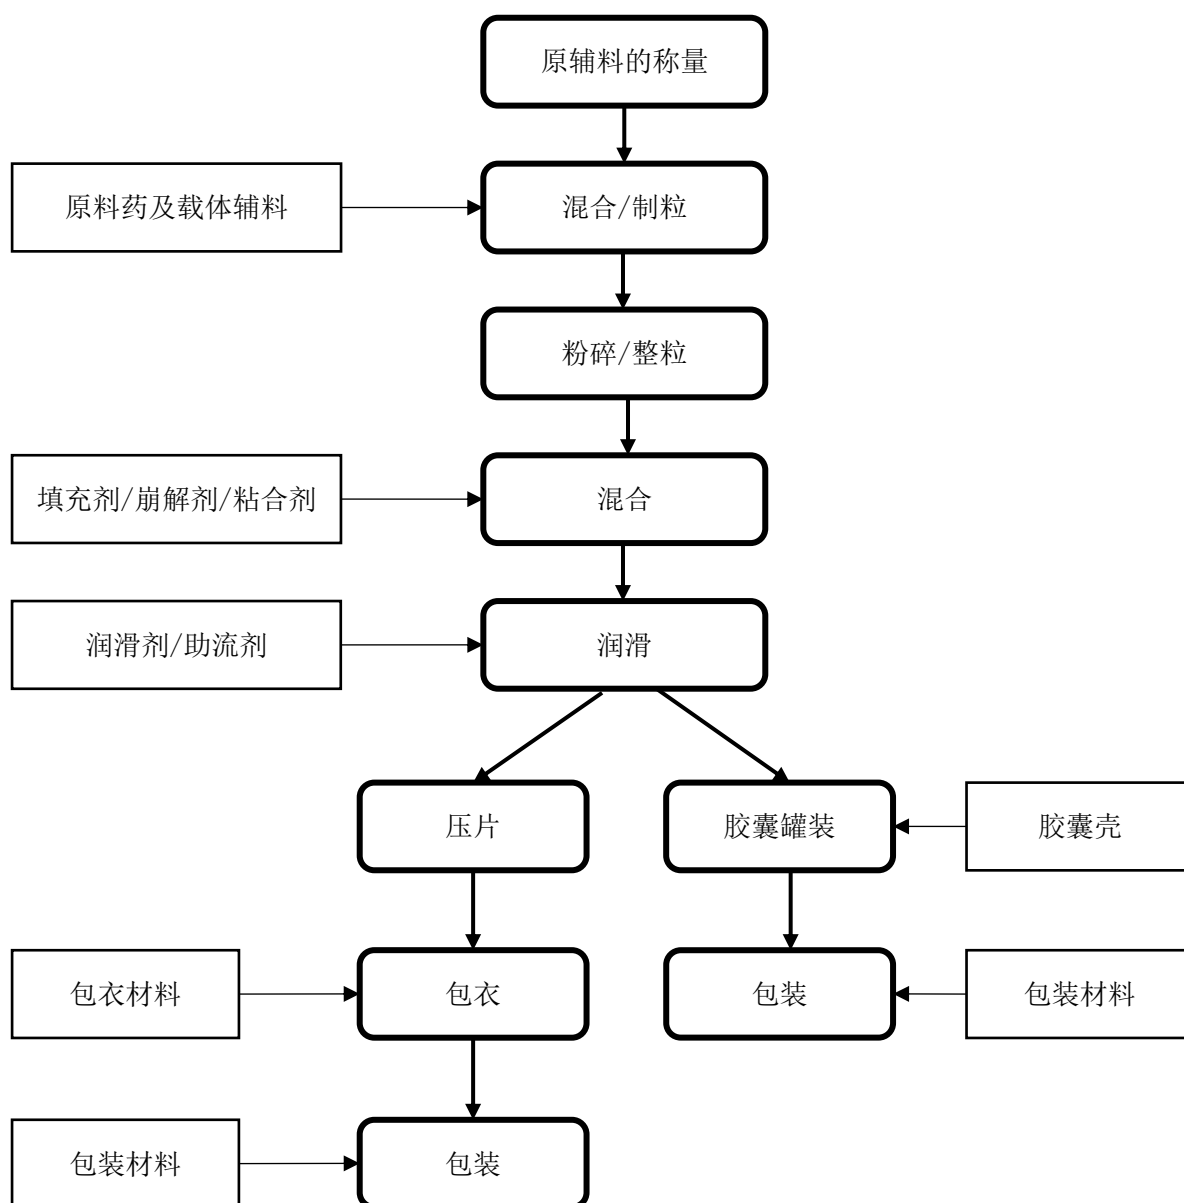 原辅料的称量
原料药及载体辅料
混合/制粒
粉碎/整粒
填充剂/崩解剂/粘合剂
混合
润滑剂/助流剂
润滑
压片
胶囊罐装
胶囊壳
包衣材料
包衣
包装
包装材料
包装材料
包装